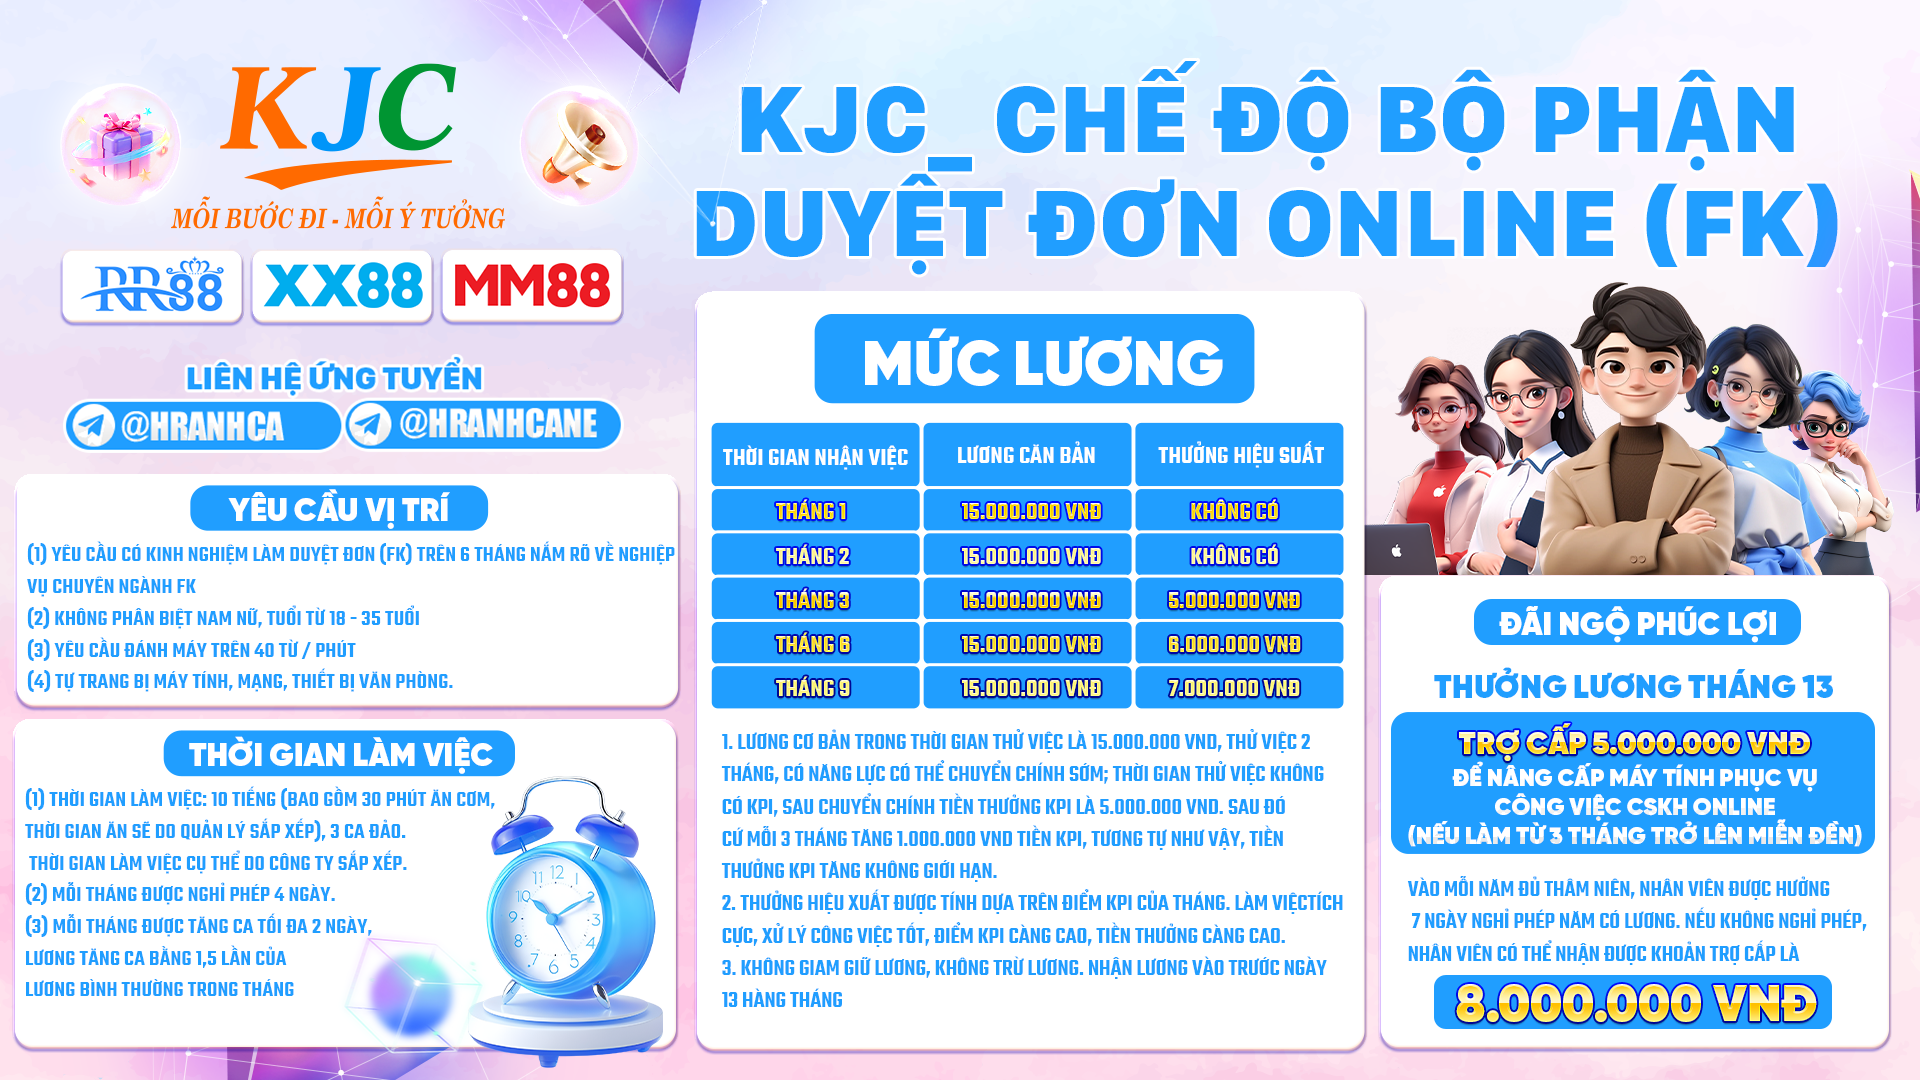 KJC
MỖI BƯỚC ĐI - MỖI Ý TƯỞNG
RR88 XX88 MM88
LIÊN HỆ ỨNG TUYỂN
@HRANHCA @HRANHCANE
KJC_ CHẾ ĐỘ BỘ PHẬN
DUYỆT ĐƠN ONLINE (FK)
YÊU CẦU VỊ TRÍ
(1) YÊU CẦU CÓ KINH NGHIỆM LÀM DUYỆT ĐƠN (FK) TRÊN 6 THÁNG NẮM RÕ VỀ NGHIỆP
VỤ CHUYÊN NGÀNH FK
(2) KHÔNG PHÂN BIỆT NAM NỮ, TUỔI TỪ 18 - 35 TUỔI
(3) YÊU CẦU ĐÁNH MÁY TRÊN 40 TỪ / PHÚT
(4) TỰ TRANG BỊ MÁY TÍNH, MẠNG, THIẾT BỊ VĂN PHÒNG.
THỜI GIAN LÀM VIỆC
(1) THỜI GIAN LÀM VIỆC: 10 TIẾNG (BAO GỒM 30 PHÚT ĂN CƠM,
THỜI GIAN ĂN SẼ DO QUẢN LÝ SẮP XẾP), 3 CA ĐẢO.
THỜI GIAN LÀM VIỆC CỤ THỂ DO CÔNG TY SẮP XẾP.
(2) MỖI THÁNG ĐƯỢC NGHỈ PHÉP 4 NGÀY.
(3) MỖI THÁNG ĐƯỢC TĂNG CA TỐI ĐA 2 NGÀY,
LƯƠNG TĂNG CA BẰNG 1,5 LẦN CỦA
LƯƠNG BÌNH THƯỜNG TRONG THÁNG
12 1 2 3 4 5 6 7 8 9 10 11
MỨC LƯƠNG
THỜI GIAN NHẬN VIỆC LƯƠNG CĂN BẢN THƯỞNG HIỆU SUẤT
THÁNG 1 15.000.000 VNĐ KHÔNG CÓ
THÁNG 2 15.000.000 VNĐ KHÔNG CÓ
THÁNG 3 15.000.000 VNĐ 5.000.000 VNĐ
THÁNG 6 15.000.000 VNĐ 6.000.000 VNĐ
THÁNG 9 15.000.000 VNĐ 7.000.000 VNĐ
1. LƯƠNG CƠ BẢN TRONG THỜI GIAN THỬ VIỆC LÀ 15.000.000 VND, THỬ VIỆC 2
THÁNG, CÓ NĂNG LỰC CÓ THỂ CHUYỂN CHÍNH SỚM; THỜI GIAN THỬ VIỆC KHÔNG
CÓ KPI, SAU CHUYỂN CHÍNH TIỀN THƯỞNG KPI LÀ 5.000.000 VND. SAU ĐÓ
CỨ MỖI 3 THÁNG TĂNG 1.000.000 VND TIỀN KPI, TƯƠNG TỰ NHƯ VẬY, TIỀN
THƯỞNG KPI TĂNG KHÔNG GIỚI HẠN.
2. THƯỞNG HIỆU XUẤT ĐƯỢC TÍNH DỰA TRÊN ĐIỂM KPI CỦA THÁNG. LÀM VIỆCTÍCH
CỰC, XỬ LÝ CÔNG VIỆC TỐT, ĐIỂM KPI CÀNG CAO, TIỀN THƯỞNG CÀNG CAO.
3. KHÔNG GIAM GIỮ LƯƠNG, KHÔNG TRỪ LƯƠNG. NHẬN LƯƠNG VÀO TRƯỚC NGÀY
13 HÀNG THÁNG
ĐÃI NGỘ PHÚC LỢI
THƯỞNG LƯƠNG THÁNG 13
TRỢ CẤP 5.000.000 VNĐ
ĐỂ NÂNG CẤP MÁY TÍNH PHỤC VỤ
CÔNG VIỆC CSKH ONLINE
(NẾU LÀM TỪ 3 THÁNG TRỞ LÊN MIỄN ĐỀN)
VÀO MỖI NĂM ĐỦ THÂM NIÊN, NHÂN VIÊN ĐƯỢC HƯỞNG
7 NGÀY NGHỈ PHÉP NĂM CÓ LƯƠNG. NẾU KHÔNG NGHỈ PHÉP,
NHÂN VIÊN CÓ THỂ NHẬN ĐƯỢC KHOẢN TRỢ CẤP LÀ
8.000.000 VNĐ